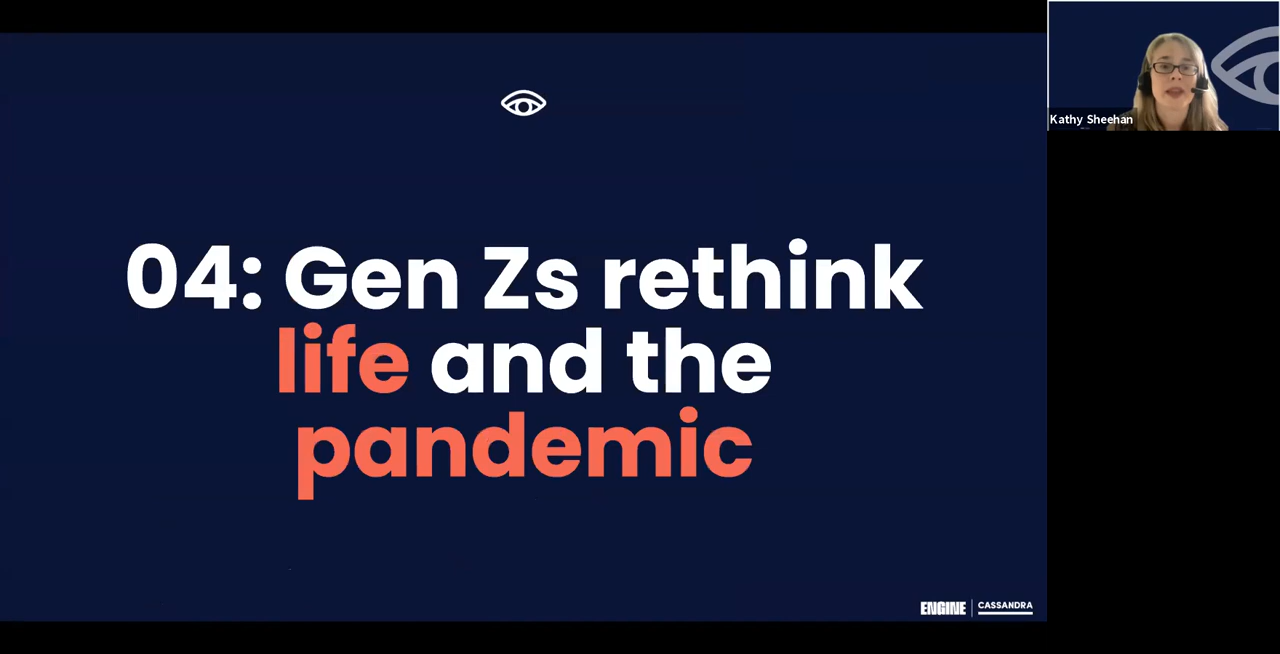 04: Gen Zs rethink
life and the
pandemic
ENGINE | CASSANDRA
Kathy Sheehan